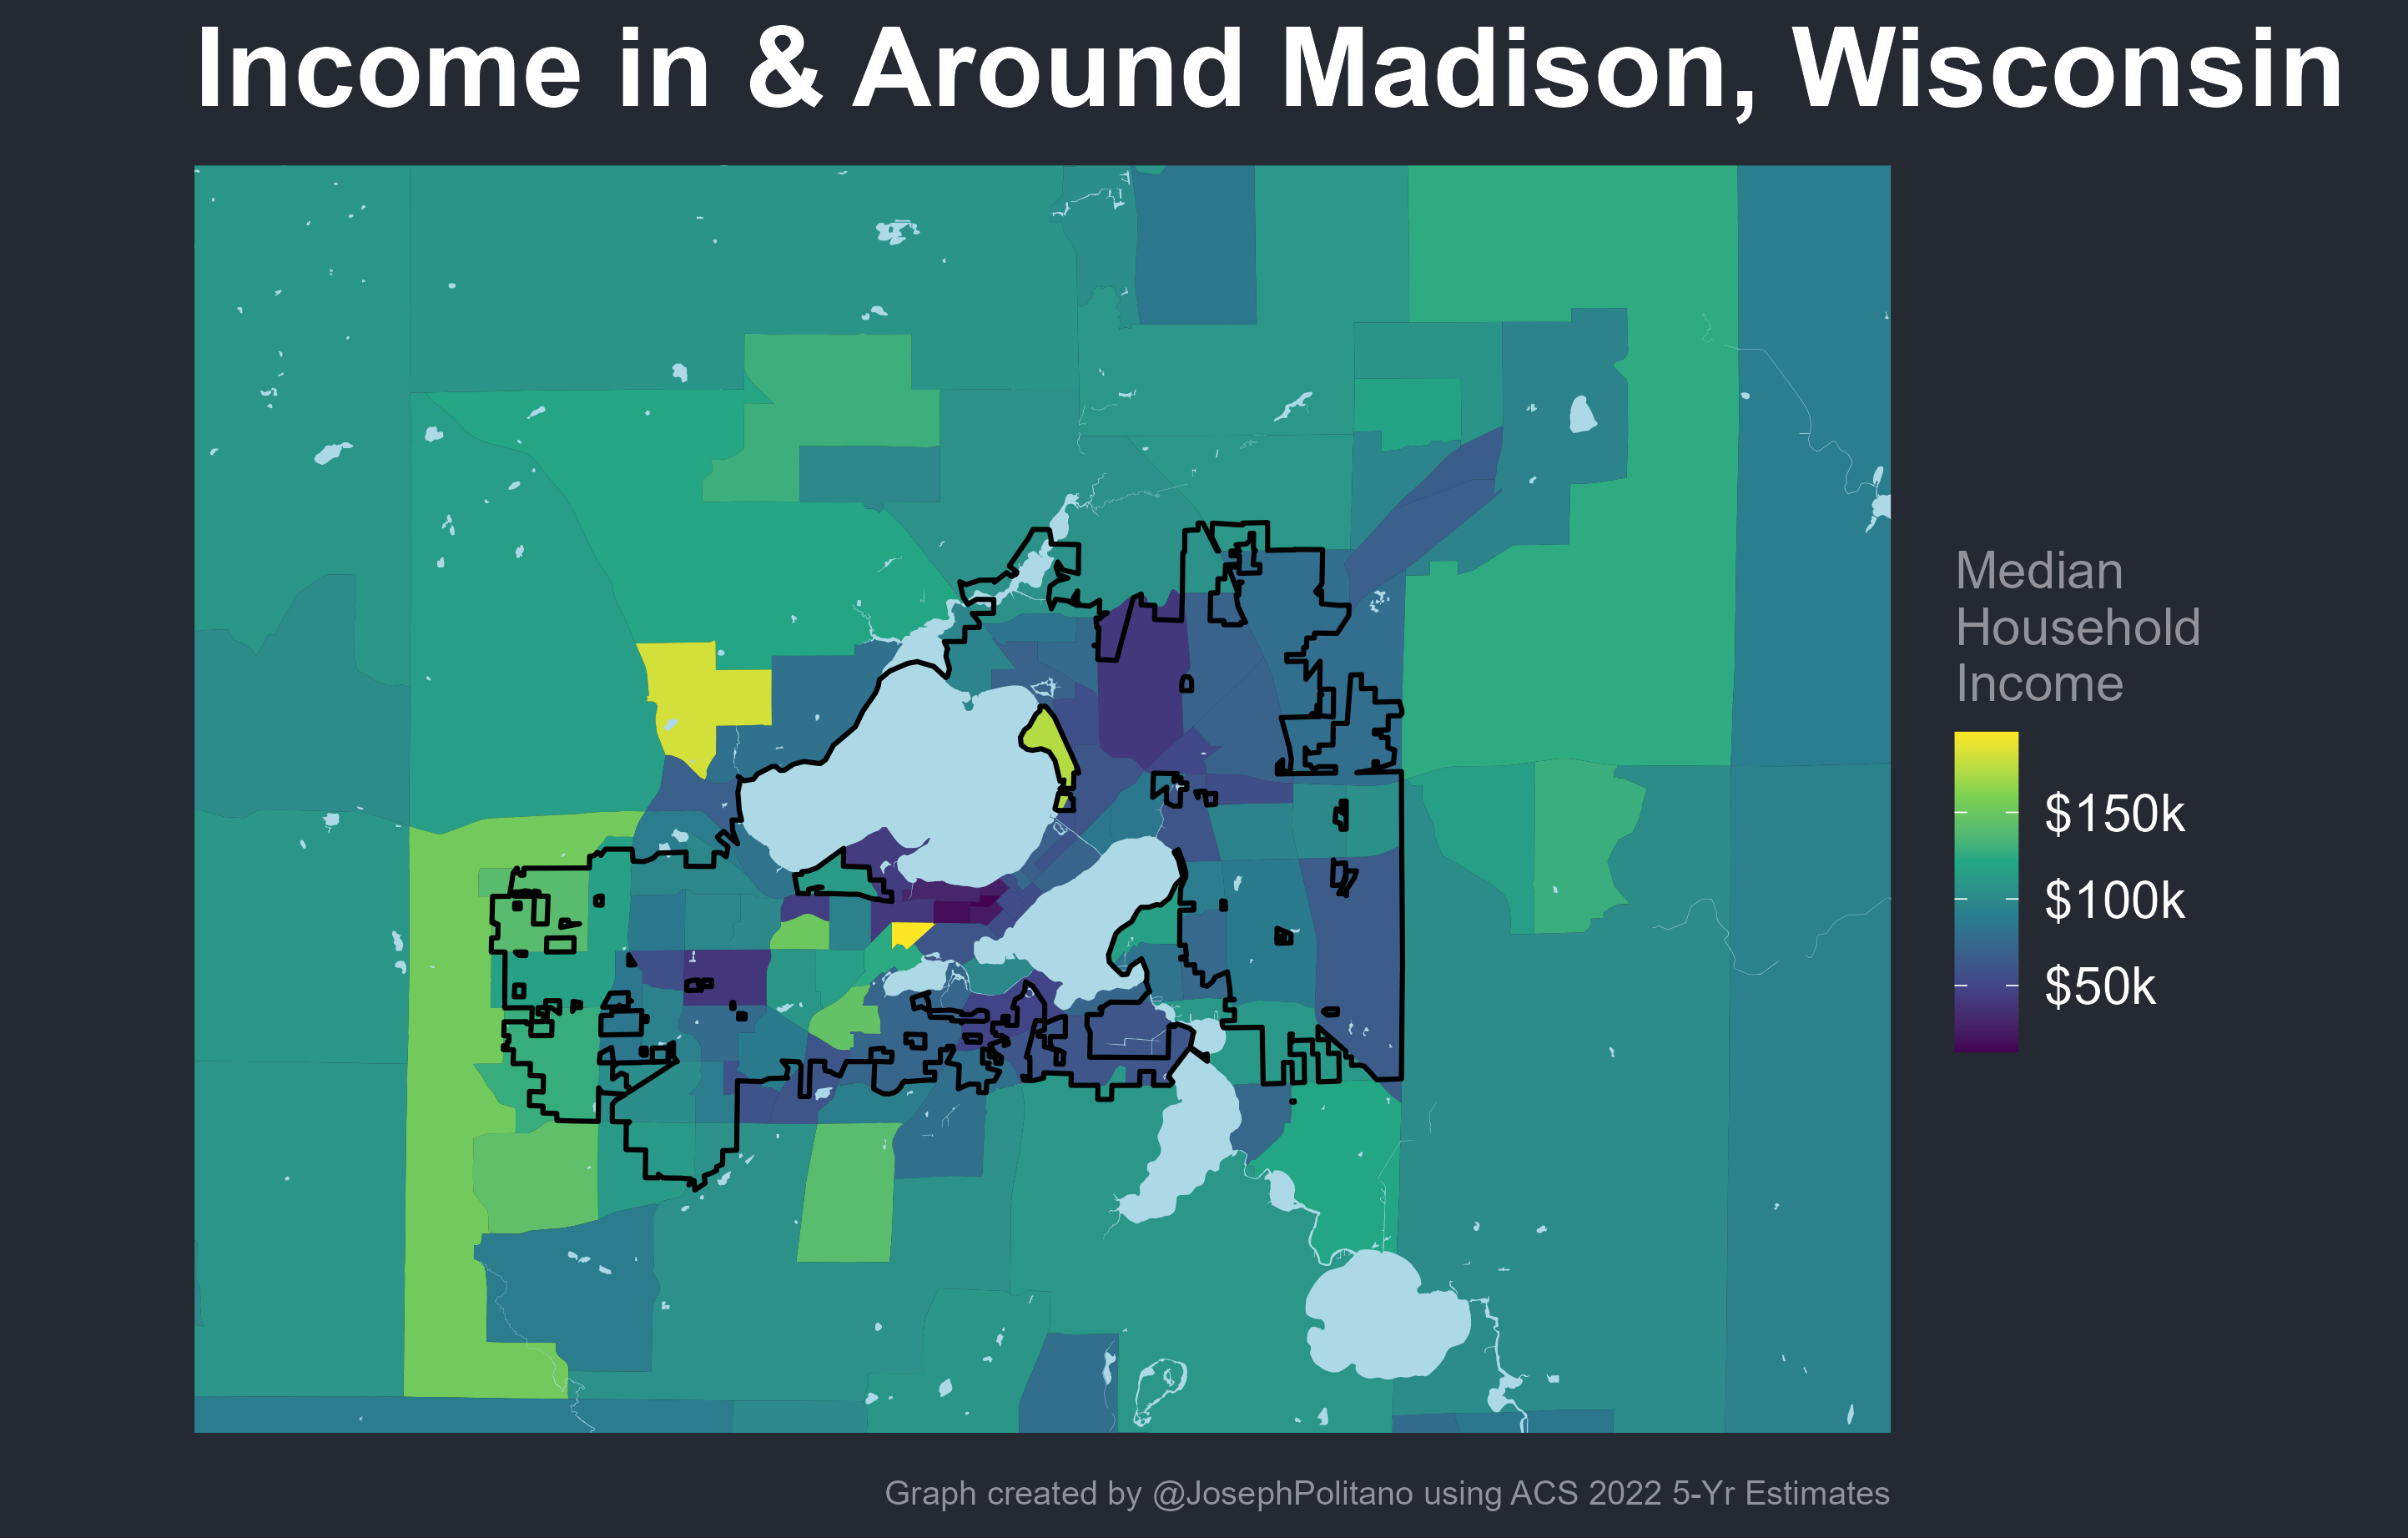 Income in & Around Madison, Wisconsin
Median
Household
Income
$150k
$100k
$50k
Graph created by @JosephPolitano using ACS 2022 5-Yr Estimates